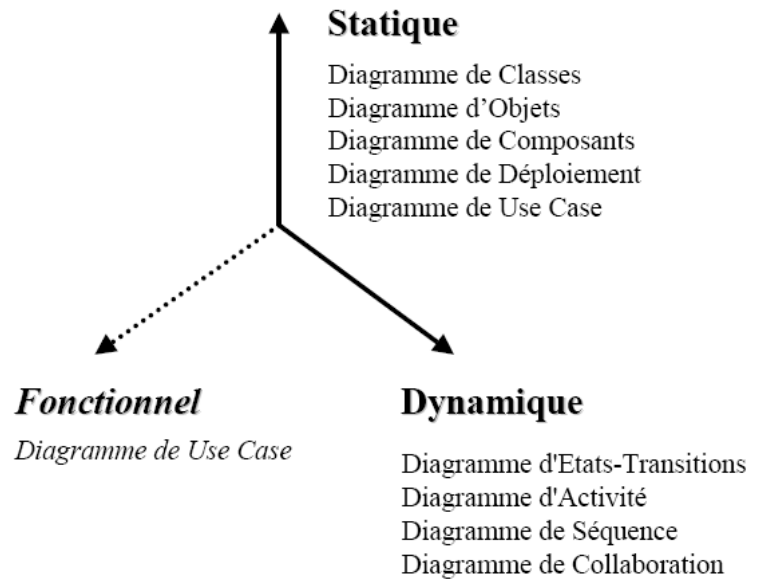 Statique
Diagramme de Classes
Diagramme d’Objets
Diagramme de Composants
Diagramme de Déploiement
Diagramme de Use Case
Fonctionnel
Diagramme de Use Case
Dynamique
Diagramme d'Etats-Transitions
Diagramme d'Activité
Diagramme de Séquence
Diagramme de Collaboration